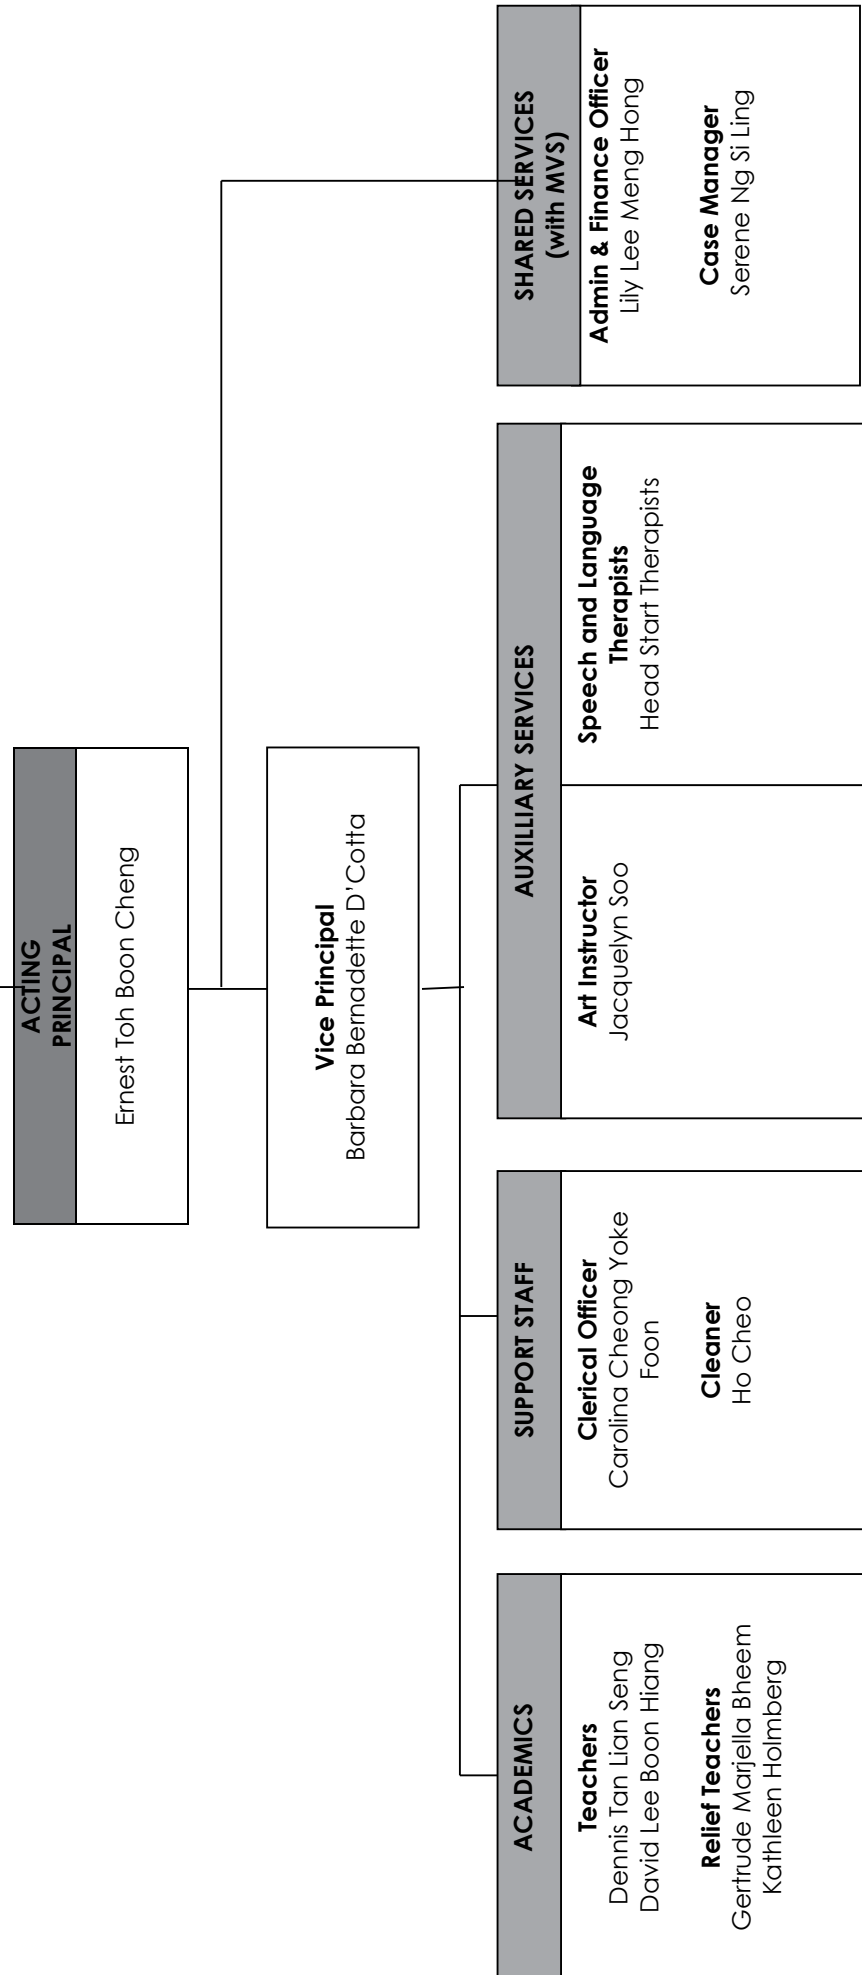 ACTING
PRINCIPAL
Ernest Toh Boon Cheng
Vice Principal
Barbara Bernadette D'Cotta
ACADEMICS
Teachers
Dennis Tan Lian Seng
David Lee Boon Hiang
Relief Teachers
Gertrude Marjella Bheem
Kathleen Holmberg
SUPPORT STAFF
Clerical Officer
Carolina Cheong Yoke
Foon
Cleaner
Ho Cheo
AUXILLIARY SERVICES
Art Instructor
Jacquelyn Soo
Speech and Language
Therapists
Head Start Therapists
SHARED SERVICES
(with MVS)
Admin & Finance Officer
Lily Lee Meng Hong
Case Manager
Serene Ng Si Ling